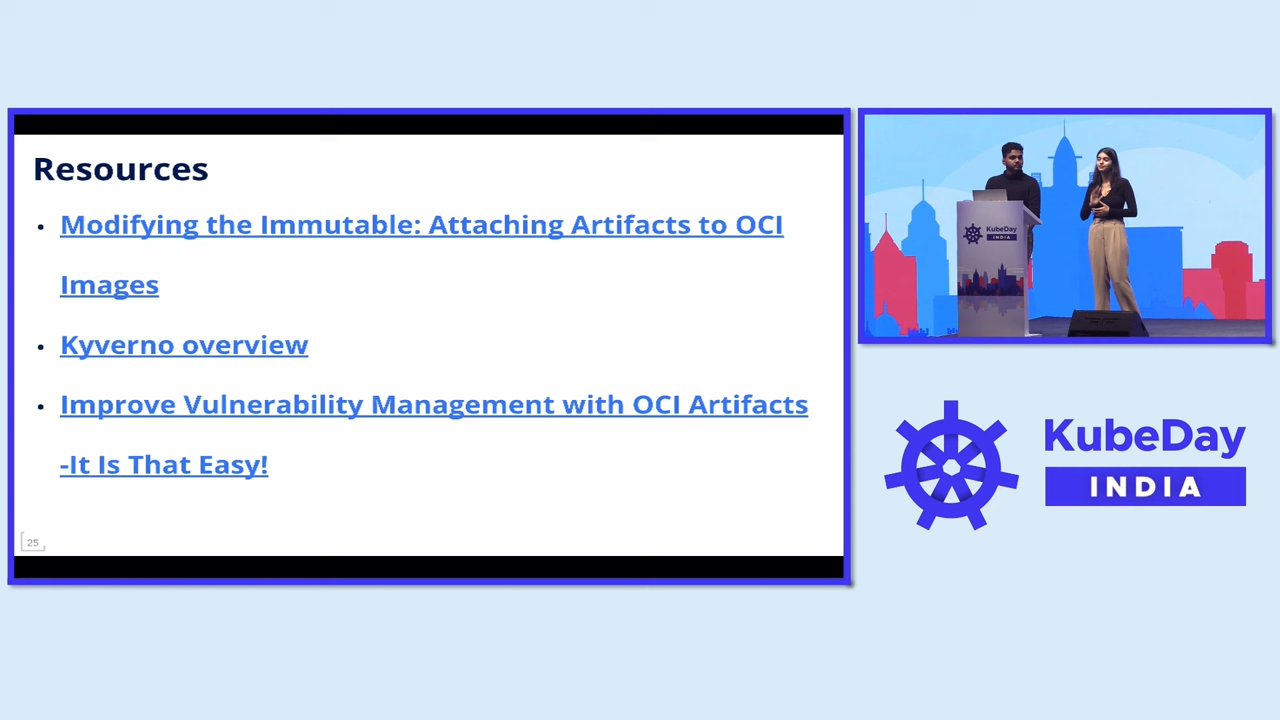 Resources
• Modifying the Immutable: Attaching Artifacts to OCI
Images
• Kyverno overview
• Improve Vulnerability Management with OCI Artifacts
-It Is That Easy!
25
KubeDay
INDIA
KubeDay
INDIA